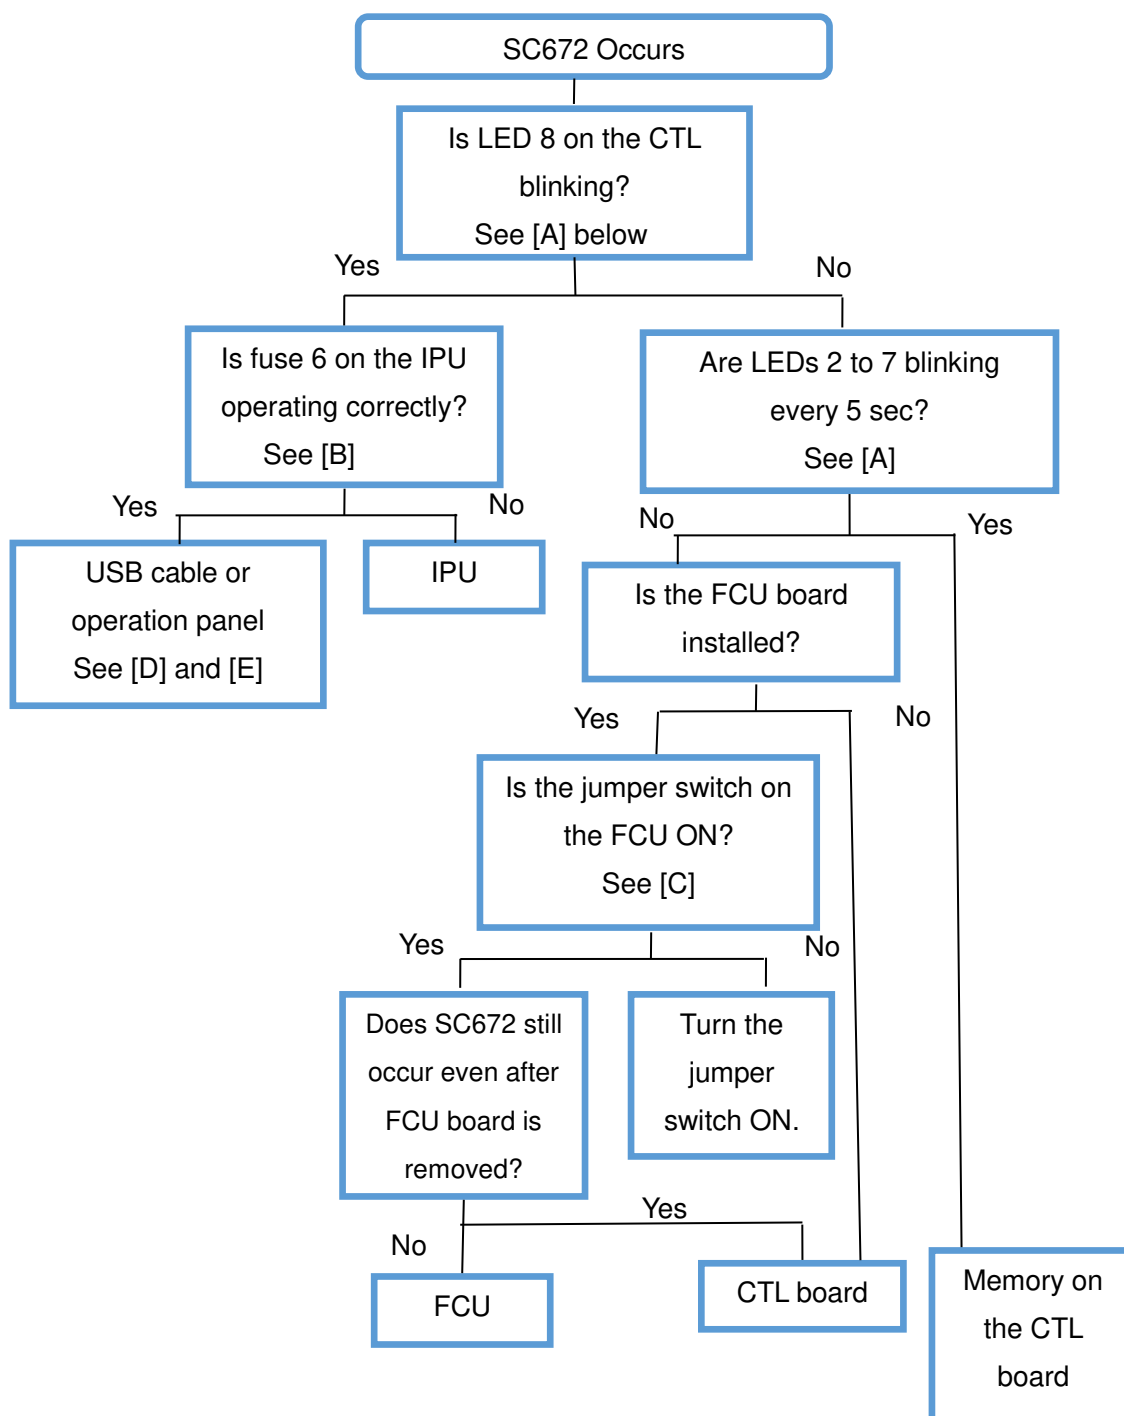 SC672 Occurs
Is LED 8 on the CTL
blinking?
See [A] below
Yes
No
Is fuse 6 on the IPU
operating correctly?
See [B]
Are LEDs 2 to 7 blinking
every 5 sec?
See [A]
Yes
No
No
Yes
USB cable or
operation panel
See [D] and [E]
IPU
Is the FCU board
installed?
Yes
No
Is the jumper switch on
the FCU ON?
See [C]
Yes
No
Does SC672 still
occur even after
FCU board is
removed?
Turn the
jumper
switch ON.
Yes
No
FCU
CTL board
Memory on
the CTL
board